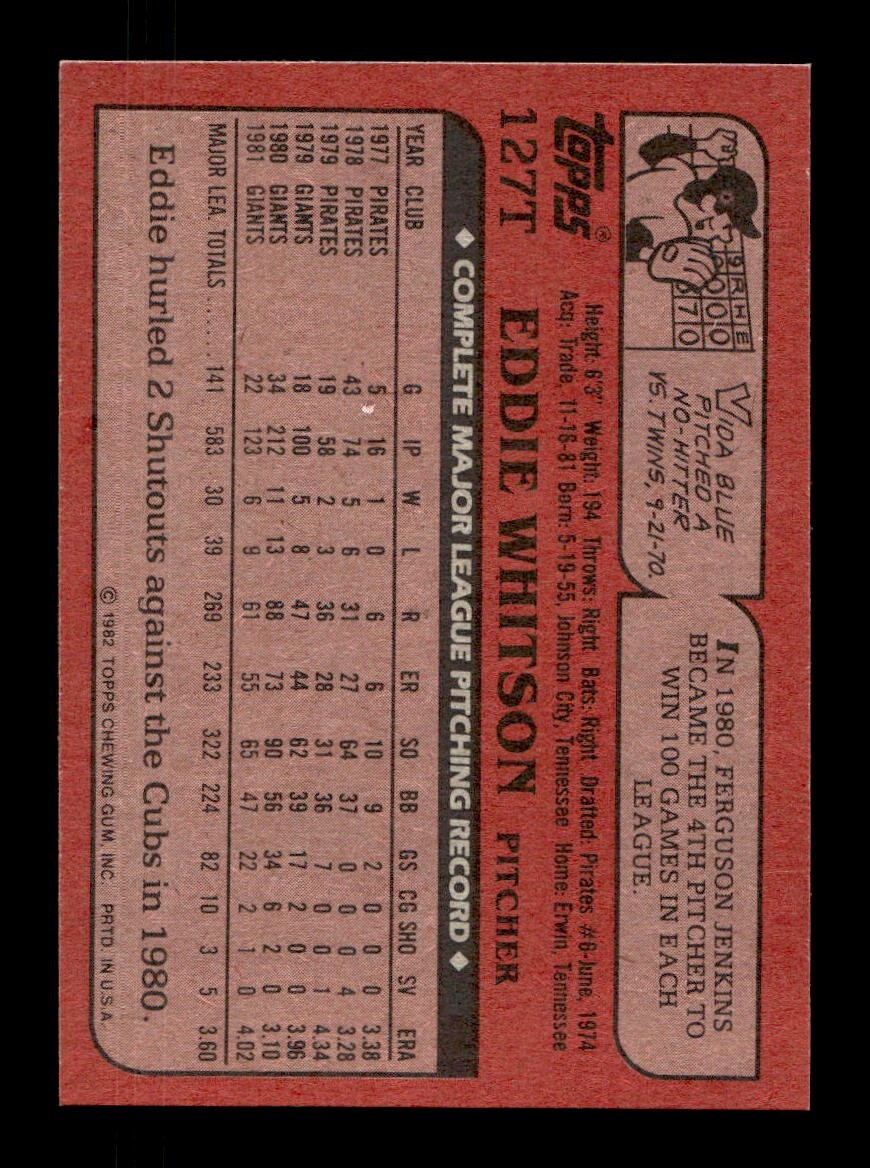 9 R H E
0 0 0
0 7 0
VIDA BLUE
PITCHED A
NO-HITTER
VS. TWINS, 9-21-70.
IN 1980, FERGUSON JENKINS
BECAME THE 4TH PITCHER TO
WIN 100 GAMES IN EACH
LEAGUE.
topps®
Height: 6'3" Weight: 194 Throws: Right Bats: Right Drafted: Pirates #6-June, 1974
Acq: Trade, 11-16-81 Born: 5-19-55, Johnson City, Tennessee Home: Erwin, Tennessee
127T EDDIE WHITSON PITCHER
◆ COMPLETE MAJOR LEAGUE PITCHING RECORD ◆
YEAR CLUB G IP W L R ER SO BB GS CG SHO SV ERA
1977 PIRATES 5 16 1 0 6 6 10 9 2 0 0 0 3.38
1978 PIRATES 43 74 5 6 31 27 64 37 0 0 0 4 3.28
1979 PIRATES 19 58 2 3 36 28 31 36 7 0 0 1 4.34
1979 GIANTS 18 100 5 8 47 44 62 39 17 2 0 0 3.96
1980 GIANTS 34 212 11 13 88 73 90 56 34 6 2 0 3.10
1981 GIANTS 22 123 6 9 61 55 65 47 22 2 1 0 4.02
MAJOR LEA. TOTALS ...... 141 583 30 39 269 233 322 224 82 10 3 5 3.60
Eddie hurled 2 Shutouts against the Cubs in 1980.
© 1982 TOPPS CHEWING GUM, INC. PRTD. IN U.S.A.